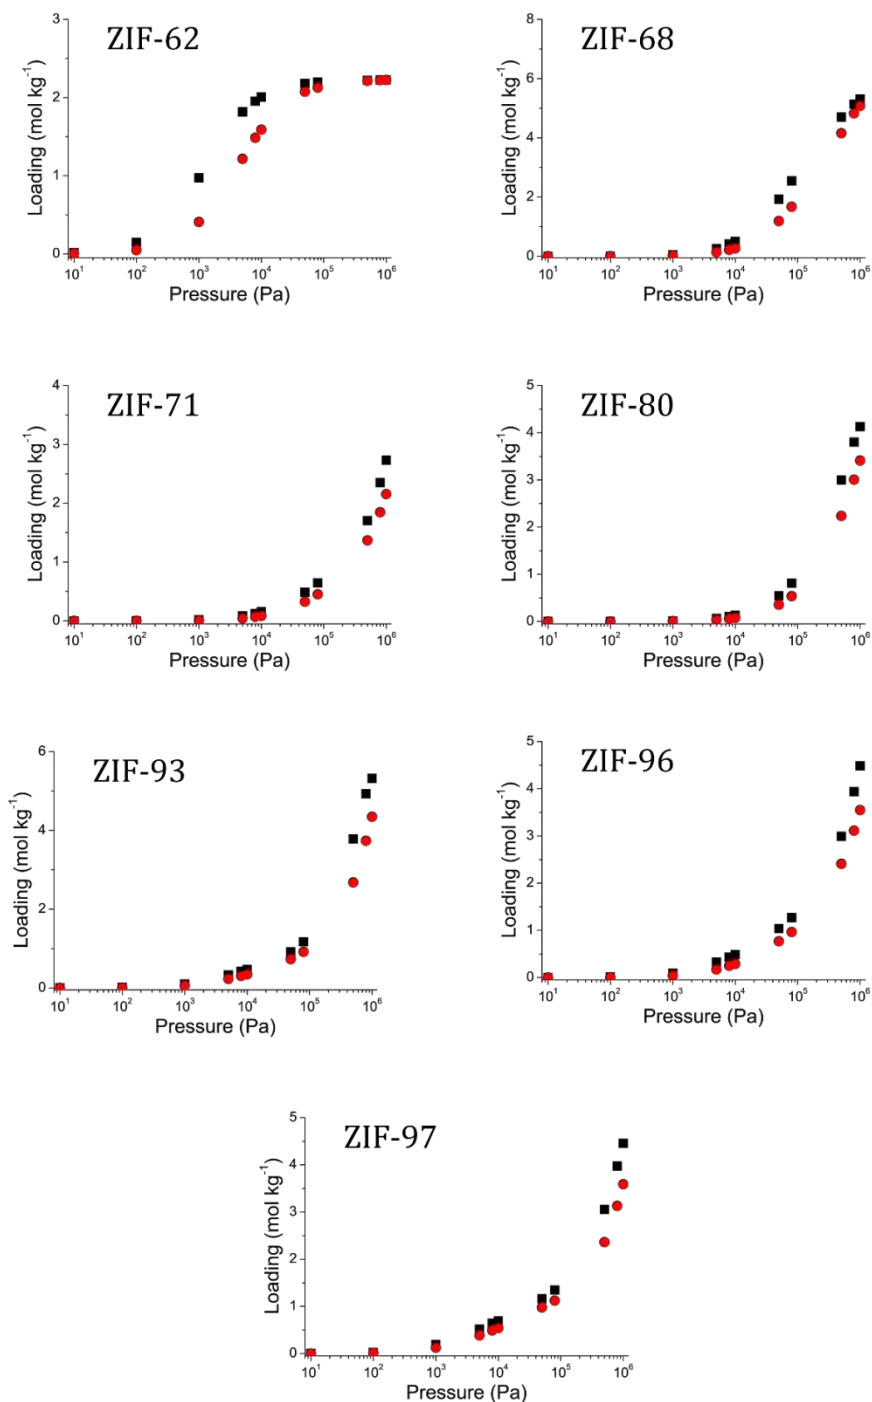 ZIF-62
Loading (mol kg⁻¹)
3
2
1
0
10¹ 10² 10³ 10⁴ 10⁵ 10⁶
Pressure (Pa)
ZIF-68
Loading (mol kg⁻¹)
8
6
4
2
0
10¹ 10² 10³ 10⁴ 10⁵ 10⁶
Pressure (Pa)
ZIF-71
Loading (mol kg⁻¹)
4
3
2
1
0
10¹ 10² 10³ 10⁴ 10⁵ 10⁶
Pressure (Pa)
ZIF-80
Loading (mol kg⁻¹)
5
4
3
2
1
0
10¹ 10² 10³ 10⁴ 10⁵ 10⁶
Pressure (Pa)
ZIF-93
Loading (mol kg⁻¹)
6
4
2
0
10¹ 10² 10³ 10⁴ 10⁵ 10⁶
Pressure (Pa)
ZIF-96
Loading (mol kg⁻¹)
5
4
3
2
1
0
10¹ 10² 10³ 10⁴ 10⁵ 10⁶
Pressure (Pa)
ZIF-97
Loading (mol kg⁻¹)
5
4
3
2
1
0
10¹ 10² 10³ 10⁴ 10⁵ 10⁶
Pressure (Pa)